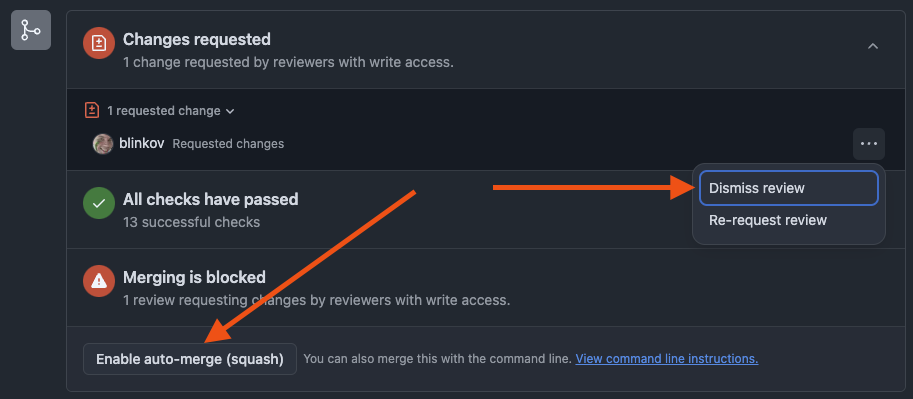 Changes requested
1 change requested by reviewers with write access.
1 requested change
blinkov Requested changes
Dismiss review
Re-request review
All checks have passed
13 successful checks
Merging is blocked
1 review requesting changes by reviewers with write access.
Enable auto-merge (squash) You can also merge this with the command line. View command line instructions.